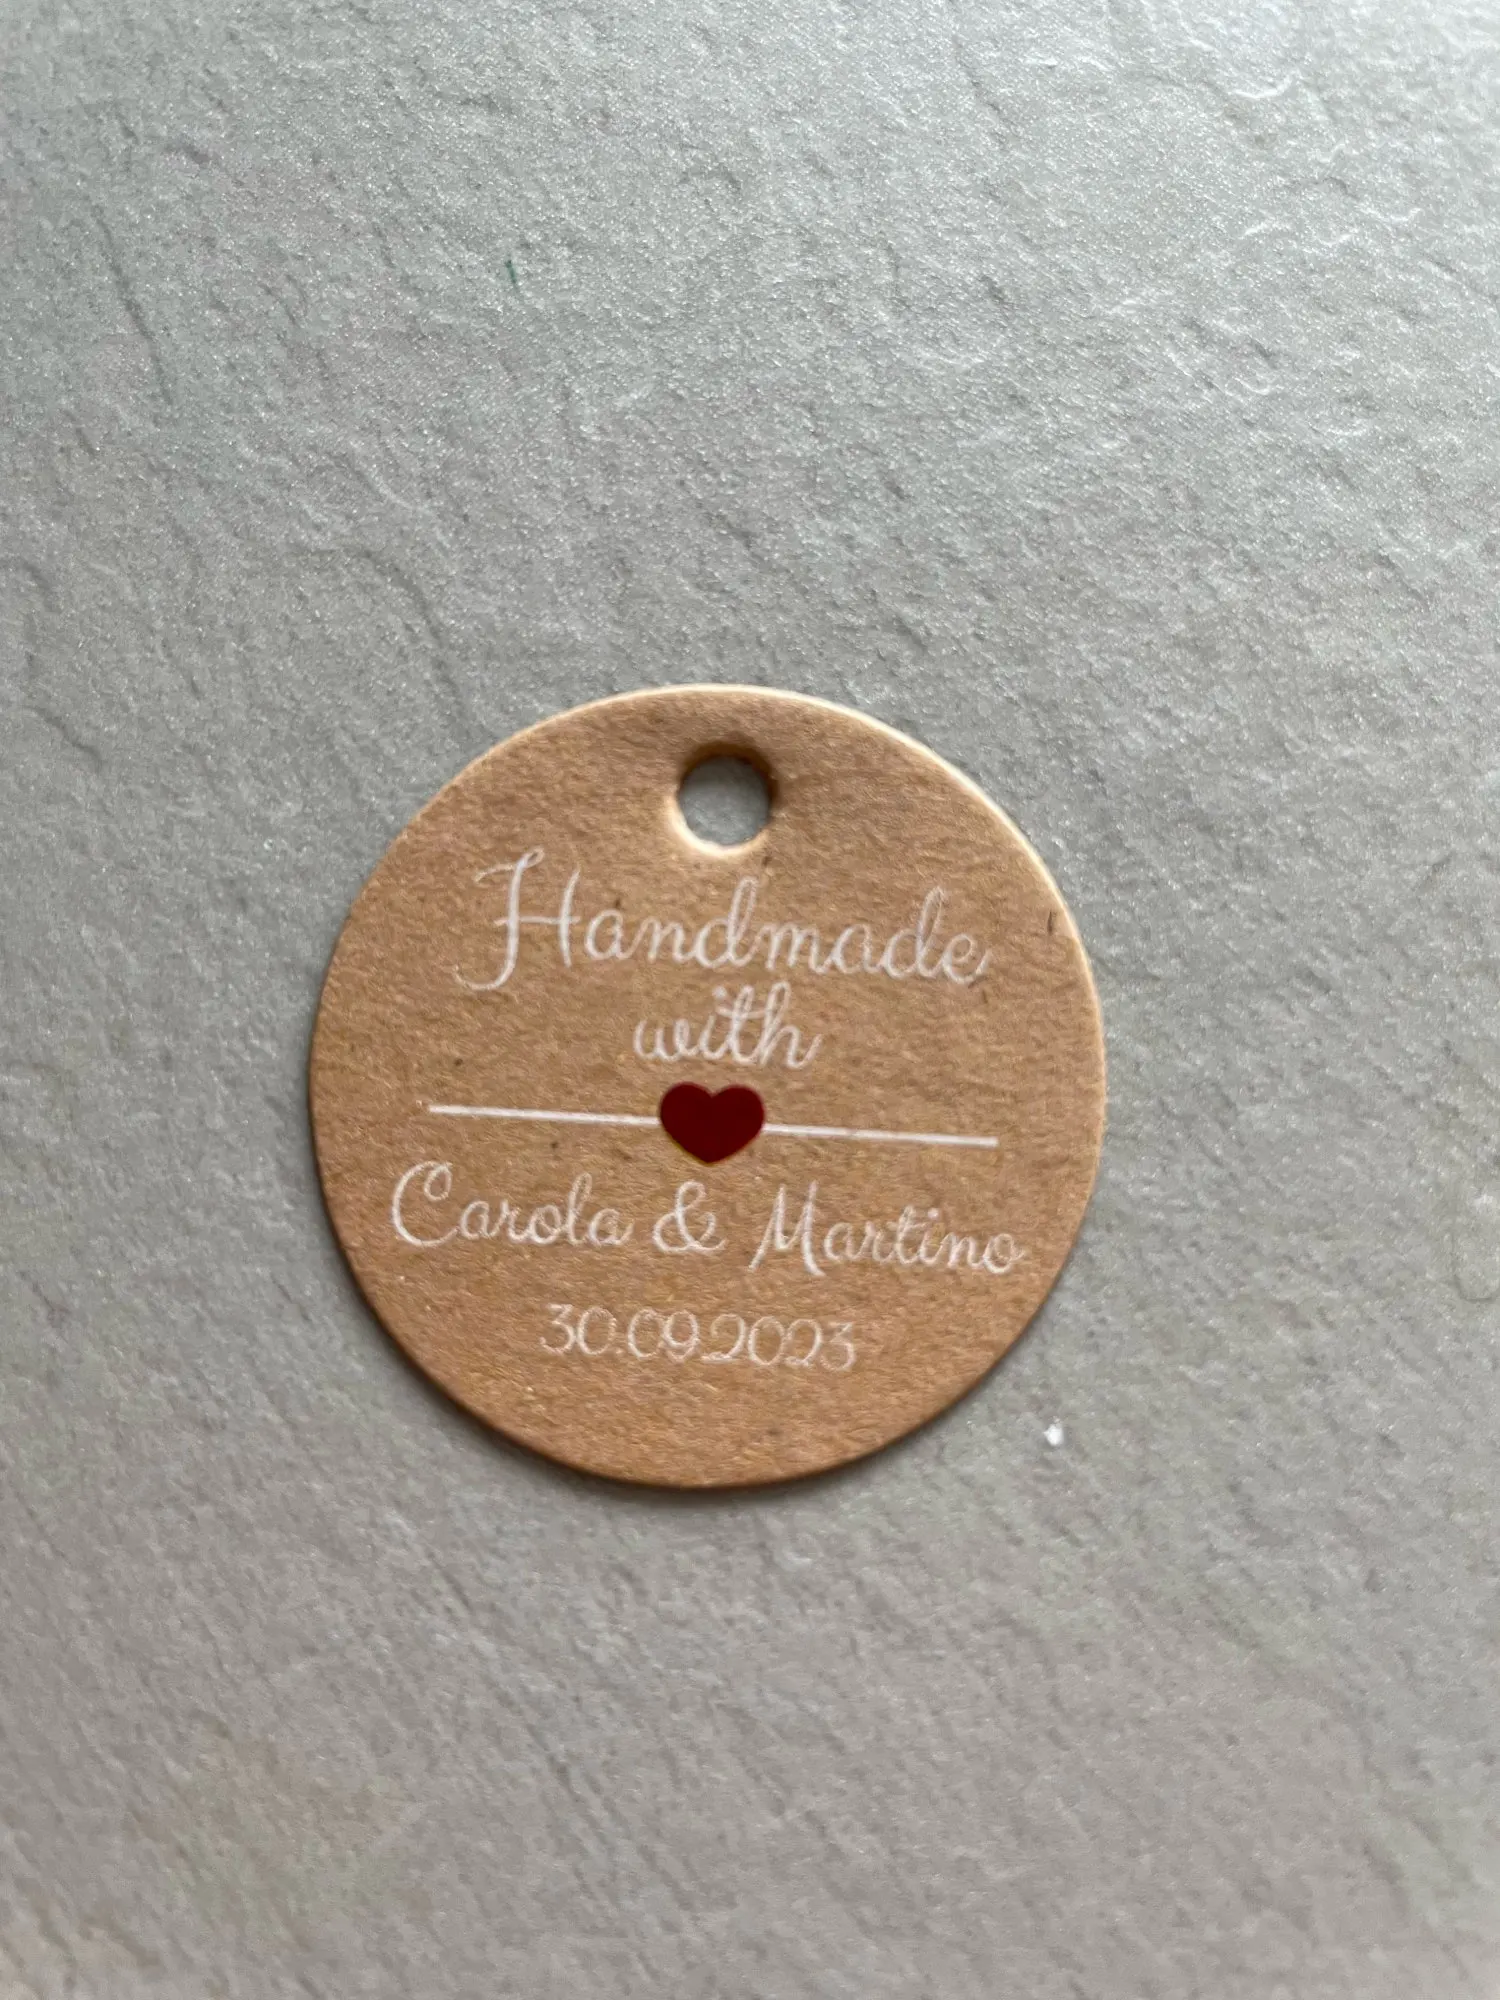 Handmade
with
Carola & Martino
30.09.2023